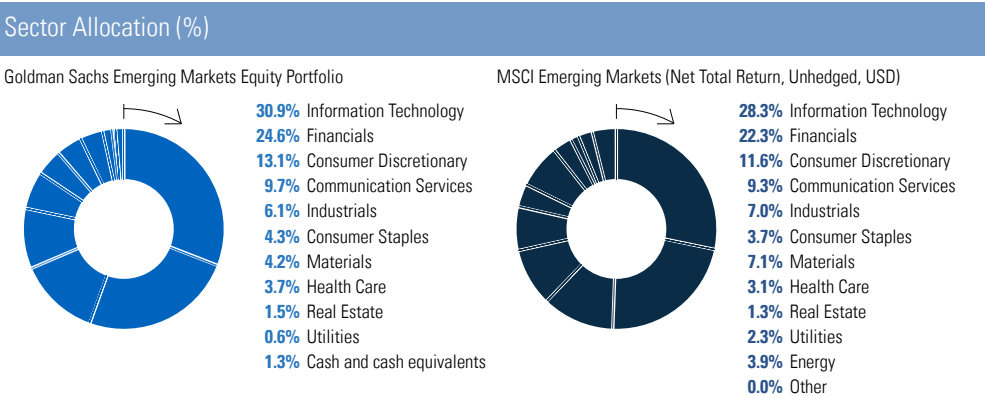 Sector Allocation (%)
Goldman Sachs Emerging Markets Equity Portfolio
30.9% Information Technology
24.6% Financials
13.1% Consumer Discretionary
9.7% Communication Services
6.1% Industrials
4.3% Consumer Staples
4.2% Materials
3.7% Health Care
1.5% Real Estate
0.6% Utilities
1.3% Cash and cash equivalents
MSCI Emerging Markets (Net Total Return, Unhedged, USD)
28.3% Information Technology
22.3% Financials
11.6% Consumer Discretionary
9.3% Communication Services
7.0% Industrials
3.7% Consumer Staples
7.1% Materials
3.1% Health Care
1.3% Real Estate
2.3% Utilities
3.9% Energy
0.0% Other